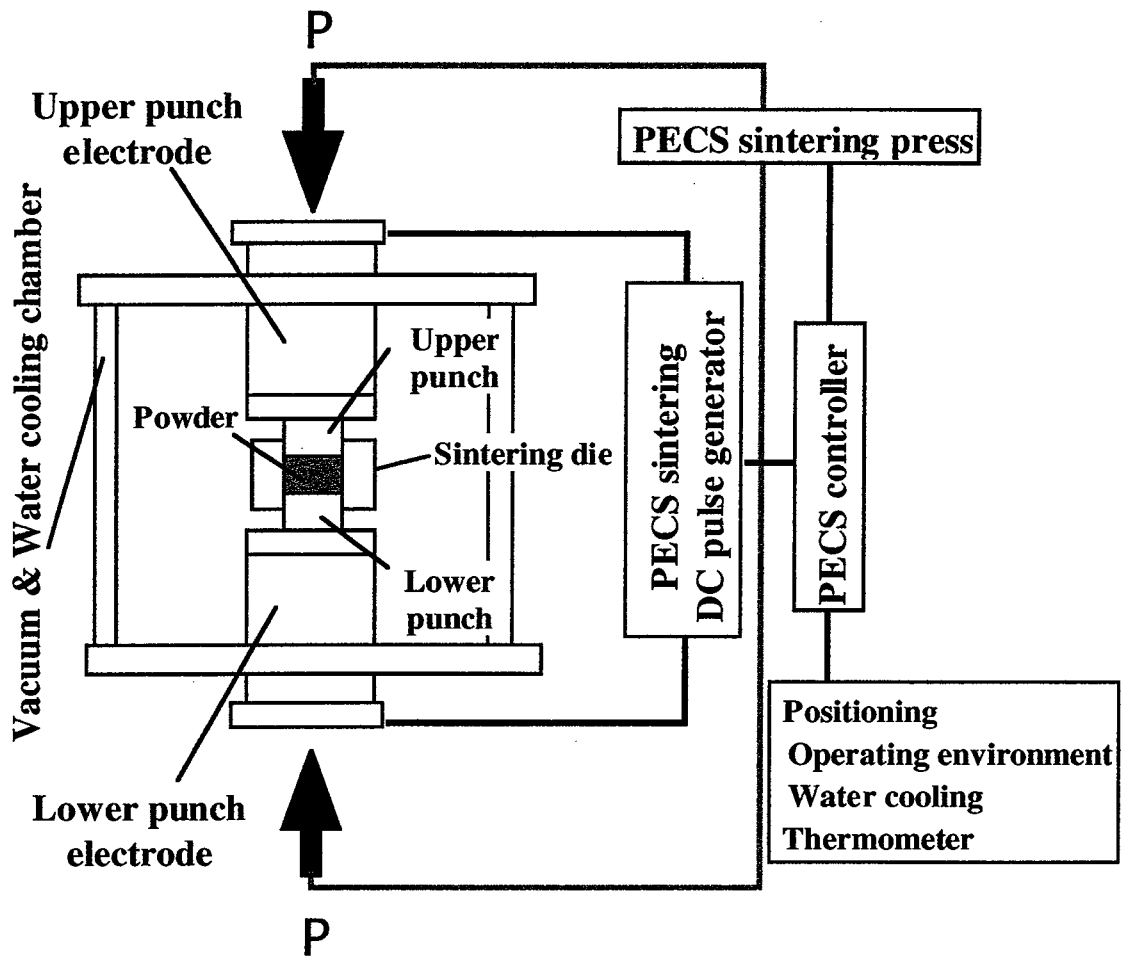 P
Upper punch
electrode
PECS sintering press
Vacuum & Water cooling chamber
Upper
punch
Powder
Sintering die
Lower
punch
PECS sintering
DC pulse generator
PECS controller
Positioning
Operating environment
Water cooling
Thermometer
Lower punch
electrode
P